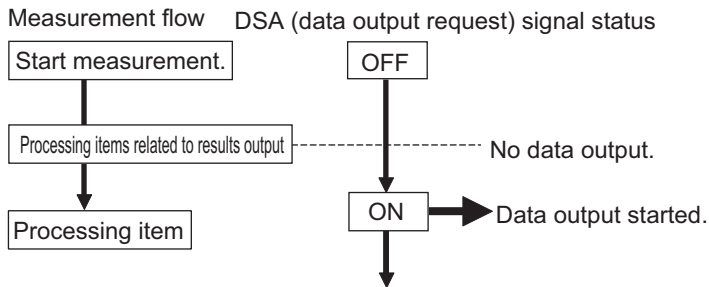 Measurement flow
DSA (data output request) signal status
Start measurement.
OFF
Processing items related to results output
No data output.
ON
Data output started.
Processing item